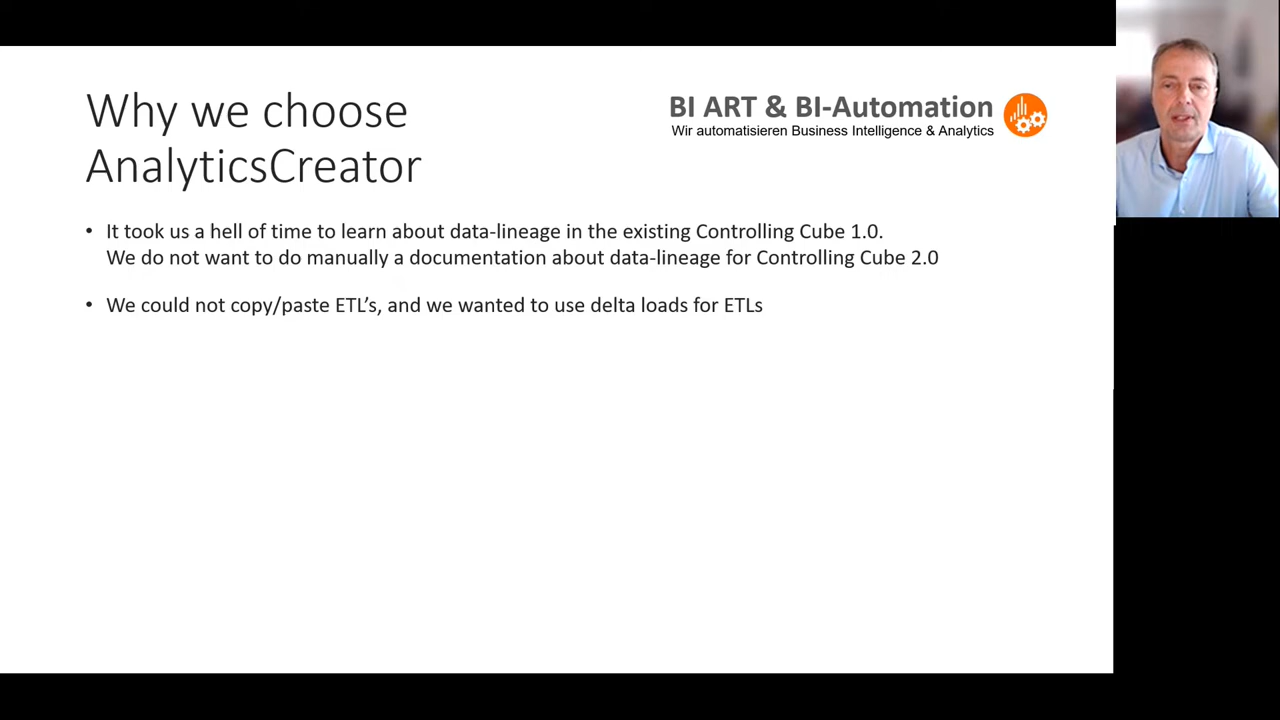 Why we choose
AnalyticsCreator
BI ART & BI-Automation
Wir automatisieren Business Intelligence & Analytics
• It took us a hell of time to learn about data-lineage in the existing Controlling Cube 1.0.
We do not want to do manually a documentation about data-lineage for Controlling Cube 2.0
• We could not copy/paste ETL’s, and we wanted to use delta loads for ETLs